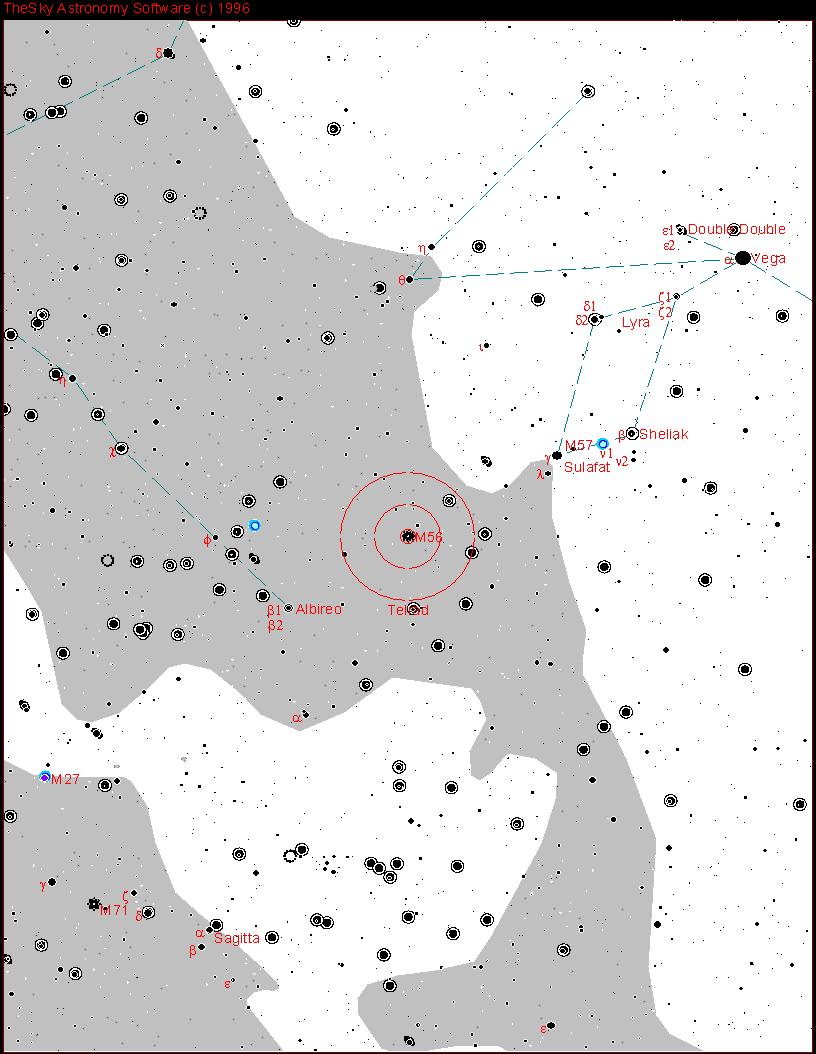 TheSky Astronomy Software (c) 1996
δ
ε1 Double Double
ε2
η
α Vega
θ
ζ1
δ1 ζ2
δ2 Lyra
ι
η
β Sheliak
M57
ν1
χ
γ ν2
Sulafat
λ
φ
M56
β1 Albireo
β2
Telrad
α
M27
γ
ζ
M71
δ
α Sagitta
β
ε
ε